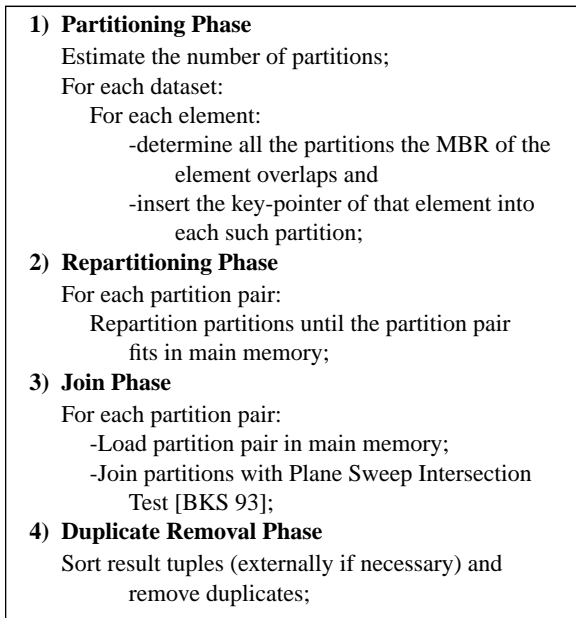 1) Partitioning Phase
Estimate the number of partitions;
For each dataset:
For each element:
-determine all the partitions the MBR of the
element overlaps and
-insert the key-pointer of that element into
each such partition;
2) Repartitioning Phase
For each partition pair:
Repartition partitions until the partition pair
fits in main memory;
3) Join Phase
For each partition pair:
-Load partition pair in main memory;
-Join partitions with Plane Sweep Intersection
Test [BKS 93];
4) Duplicate Removal Phase
Sort result tuples (externally if necessary) and
remove duplicates;